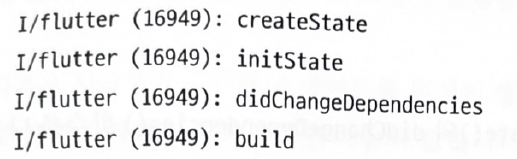 I/flutter (16949): createState
I/flutter (16949): initState
I/flutter (16949): didChangeDependencies
I/flutter (16949): build